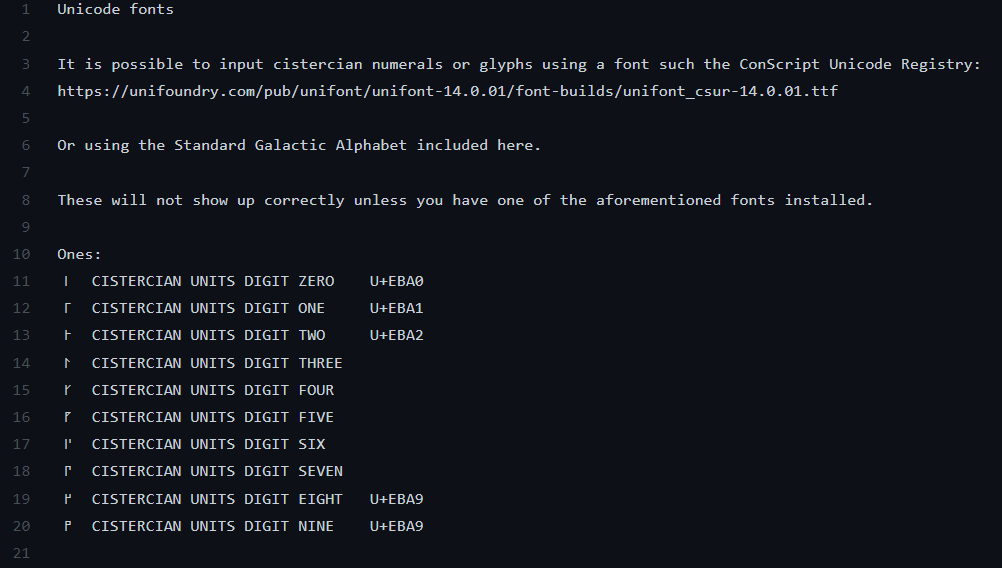 1 Unicode fonts
2
3 It is possible to input cistercian numerals or glyphs using a font such the ConScript Unicode Registry:
4 https://unifoundry.com/pub/unifont/unifont-14.0.01/font-builds/unifont_csur-14.0.01.ttf
5
6 Or using the Standard Galactic Alphabet included here.
7
8 These will not show up correctly unless you have one of the aforementioned fonts installed.
9
10 Ones:
11  CISTERCIAN UNITS DIGIT ZERO U+EBA0
12  CISTERCIAN UNITS DIGIT ONE U+EBA1
13  CISTERCIAN UNITS DIGIT TWO U+EBA2
14  CISTERCIAN UNITS DIGIT THREE
15  CISTERCIAN UNITS DIGIT FOUR
16  CISTERCIAN UNITS DIGIT FIVE
17  CISTERCIAN UNITS DIGIT SIX
18  CISTERCIAN UNITS DIGIT SEVEN
19  CISTERCIAN UNITS DIGIT EIGHT U+EBA9
20  CISTERCIAN UNITS DIGIT NINE U+EBA9
21